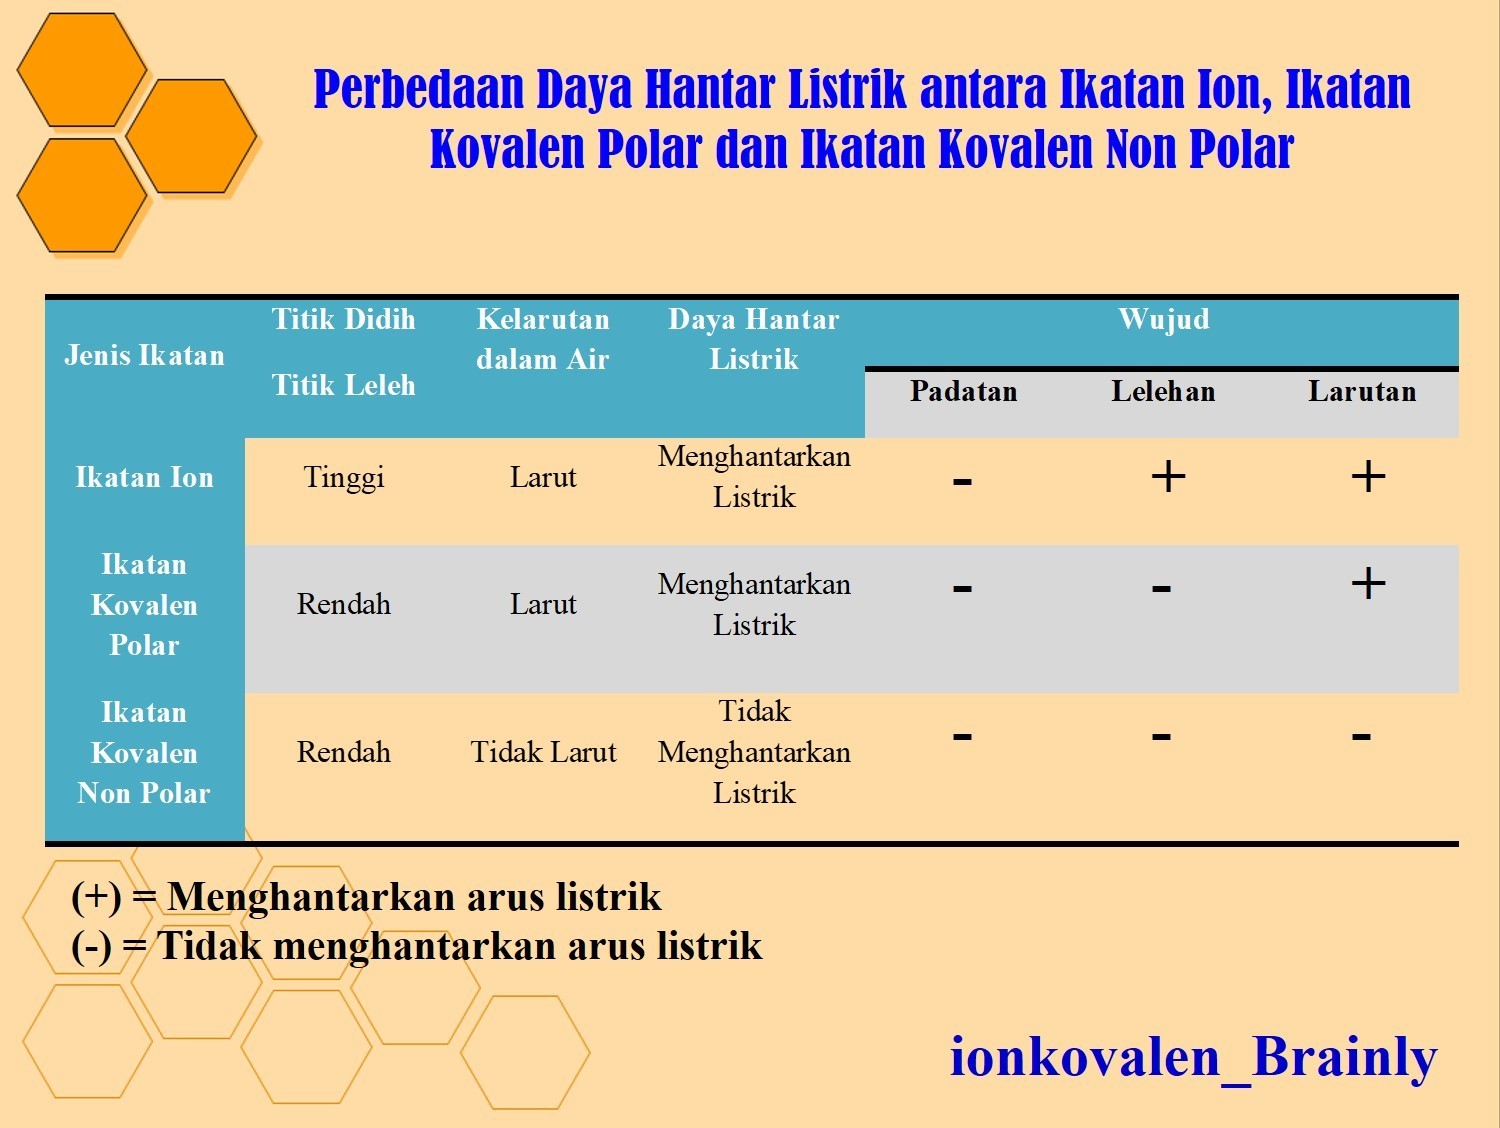 Perbedaan Daya Hantar Listrik antara Ikatan Ion, Ikatan
Kovalen Polar dan Ikatan Kovalen Non Polar
Jenis Ikatan
Titik Didih
Titik Leleh
Kelarutan
dalam Air
Daya Hantar
Listrik
Wujud
Padatan
Lelehan
Larutan
Ikatan Ion
Tinggi
Larut
Menghantarkan
Listrik
-
+
+
Ikatan
Kovalen
Polar
Rendah
Larut
Menghantarkan
Listrik
-
-
+
Ikatan
Kovalen
Non Polar
Rendah
Tidak Larut
Tidak
Menghantarkan
Listrik
-
-
-
(+) = Menghantarkan arus listrik
(-) = Tidak menghantarkan arus listrik
ionkovalen_Brainly